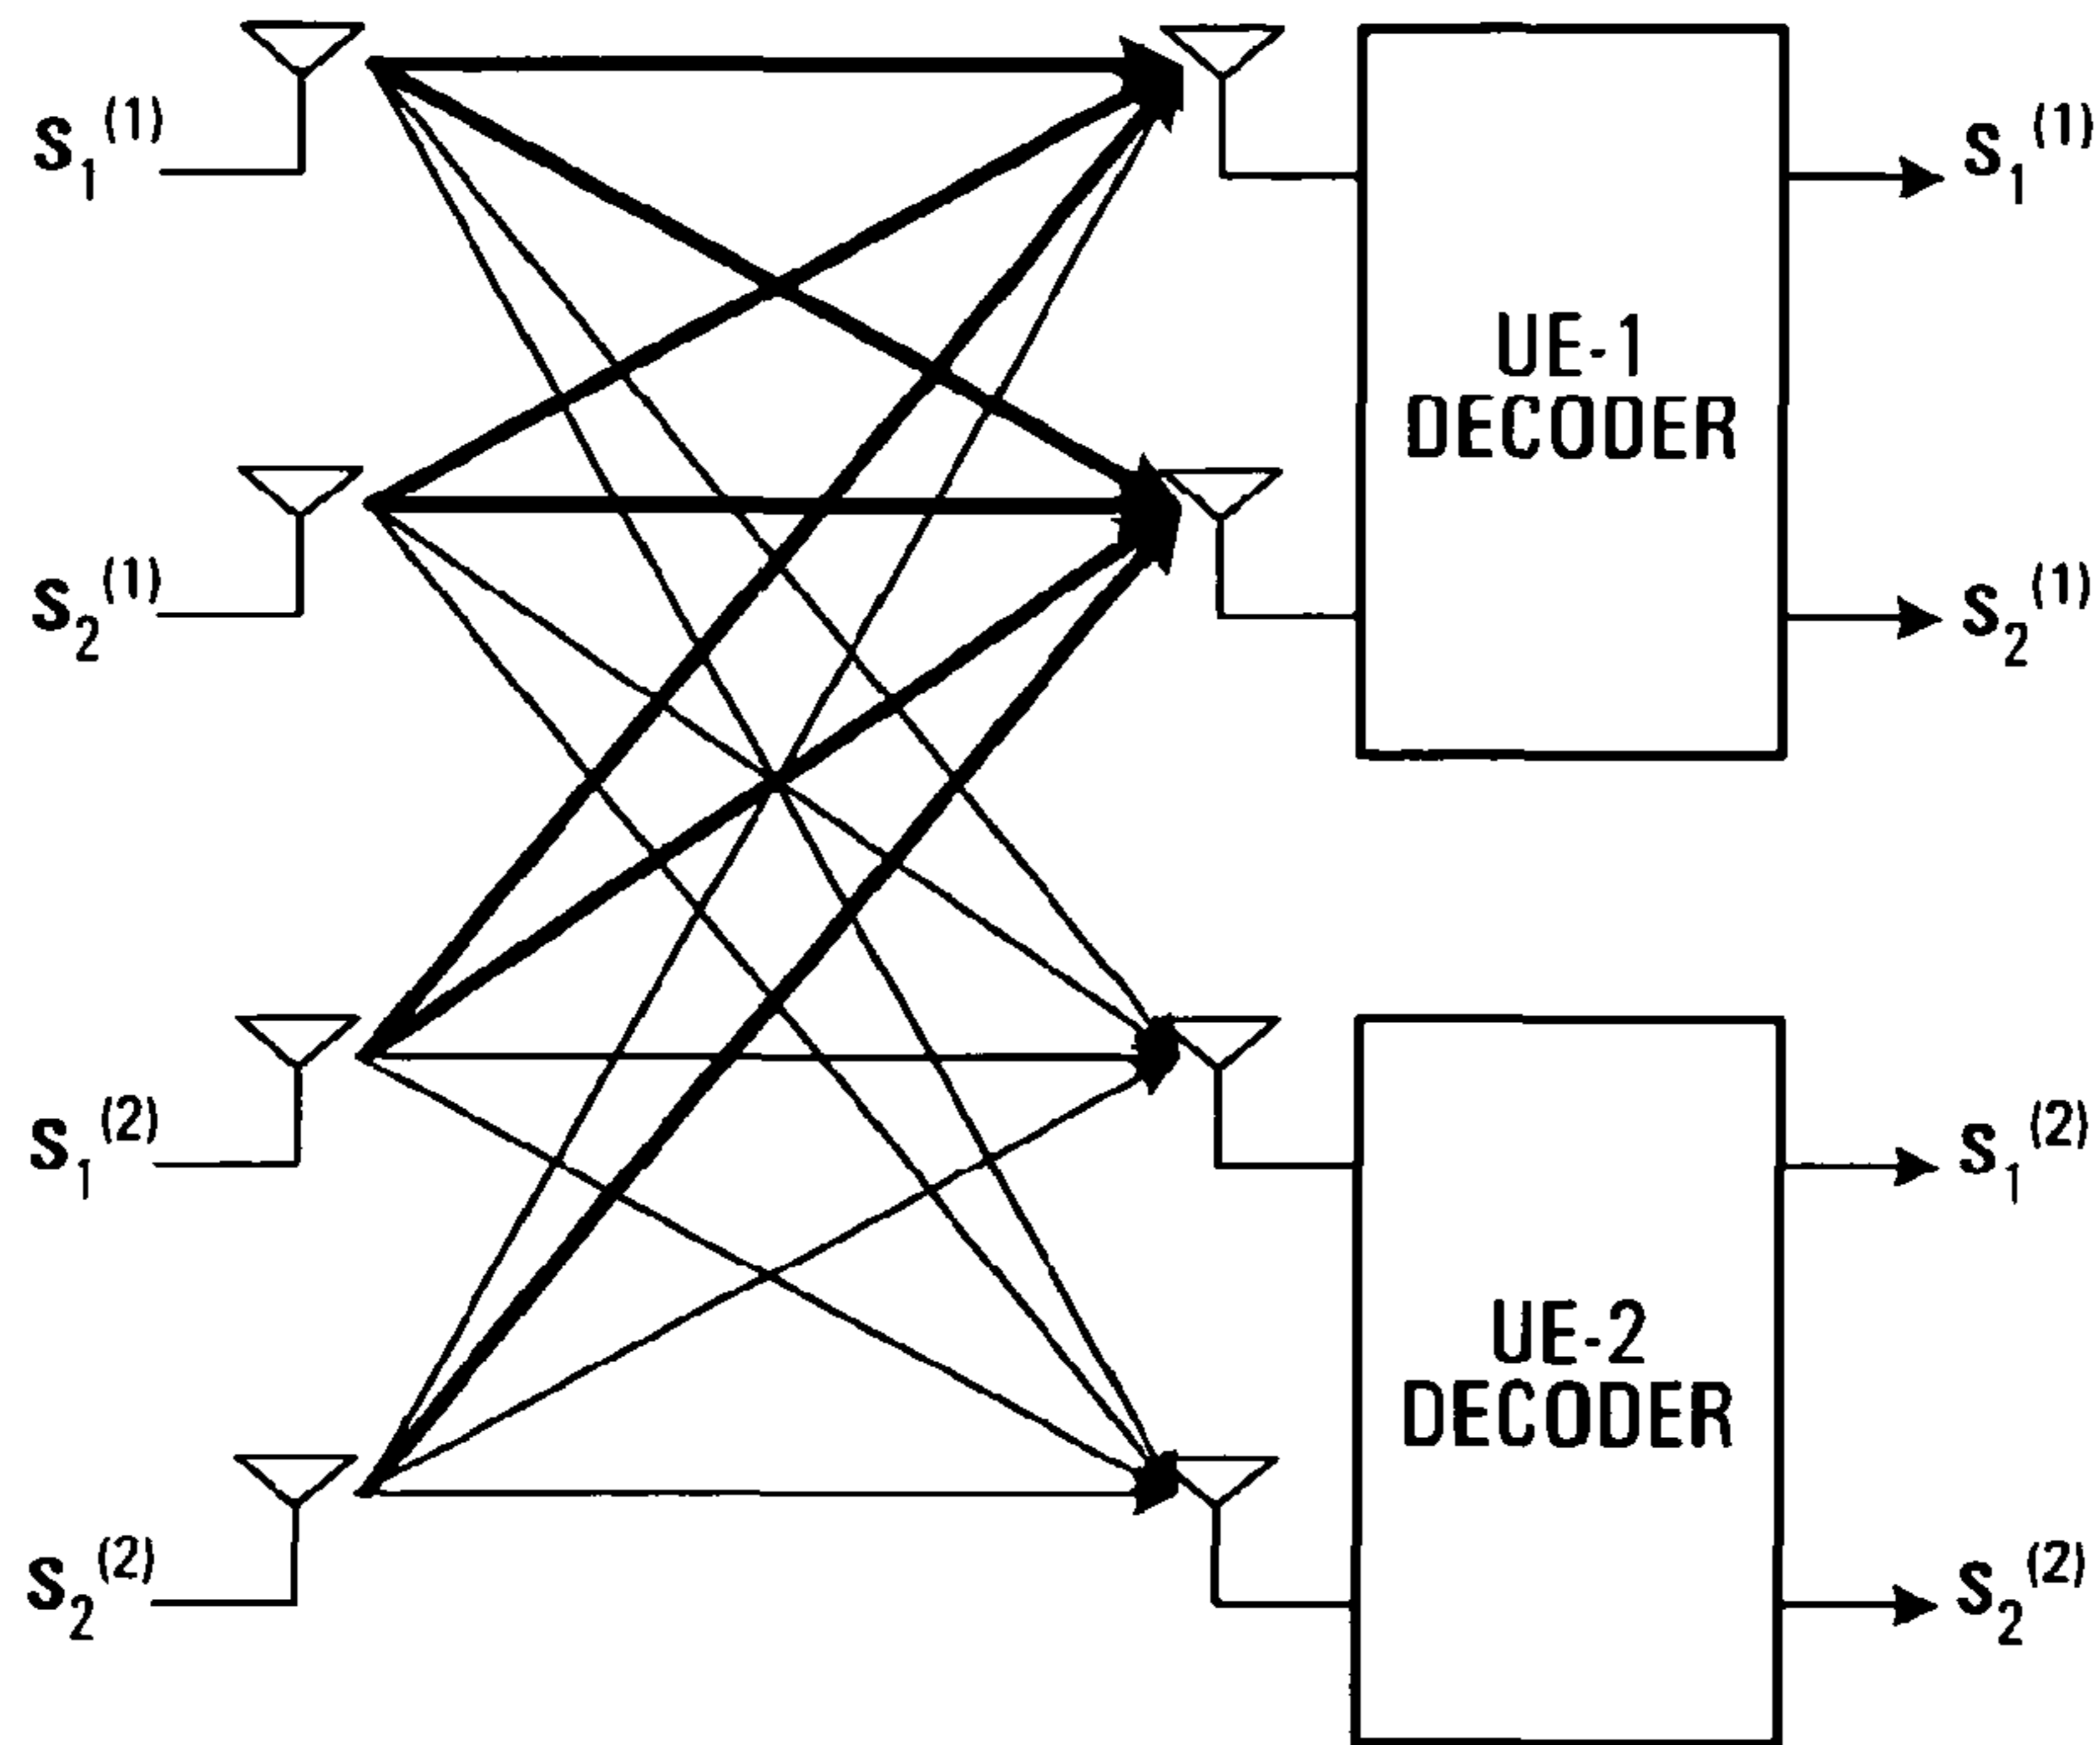 s₁⁽¹⁾
s₁⁽¹⁾
UE-1
DECODER
s₂⁽¹⁾
s₂⁽¹⁾
s₁⁽²⁾
s₁⁽²⁾
UE-2
DECODER
s₂⁽²⁾
s₂⁽²⁾